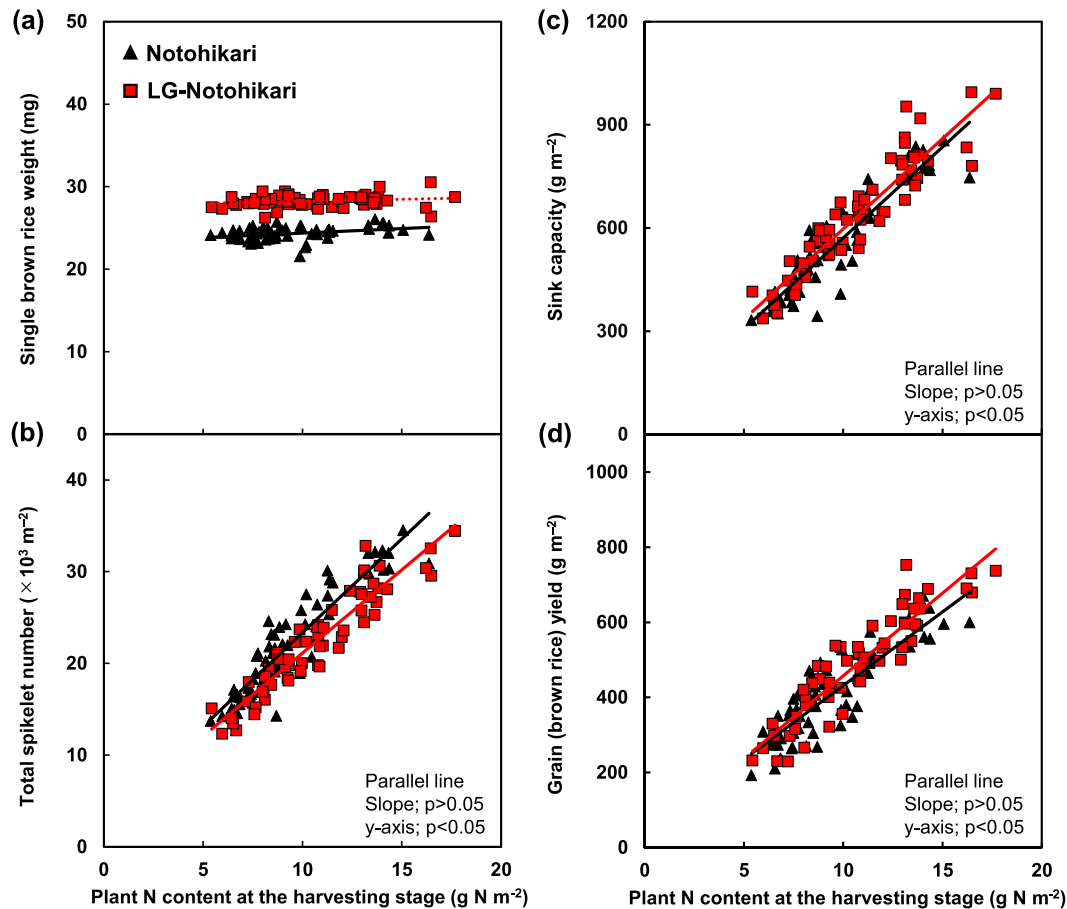 (a)
50
40
30
20
10
0
Single brown rice weight (mg)
Notohikari
LG-Notohikari
(c)
1200
900
600
300
0
Sink capacity (g m⁻²)
Parallel line
Slope; p>0.05
y-axis; p<0.05
(b)
40
30
20
10
0
Total spikelet number (×10³ m⁻²)
Parallel line
Slope; p>0.05
y-axis; p<0.05
0 5 10 15 20
Plant N content at the harvesting stage (g N m⁻²)
(d)
1000
800
600
400
200
0
Grain (brown rice) yield (g m⁻²)
Parallel line
Slope; p>0.05
y-axis; p<0.05
0 5 10 15 20
Plant N content at the harvesting stage (g N m⁻²)